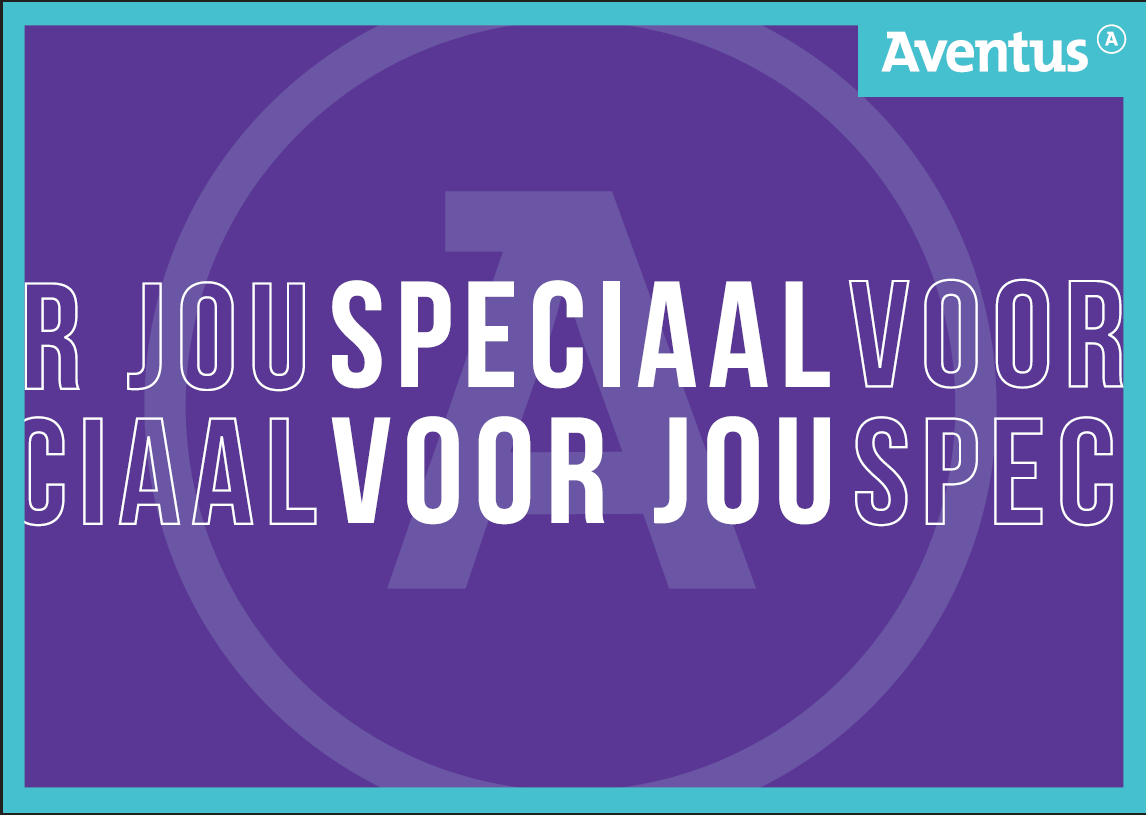 Aventus A
R JOU SPECIAAL VOOR
CIAAL VOOR JOU SPEC